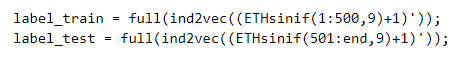 label_train = full(ind2vec((ETHsinif(1:500,9)+1)'));
label_test = full(ind2vec((ETHsinif(501:end,9)+1)'));